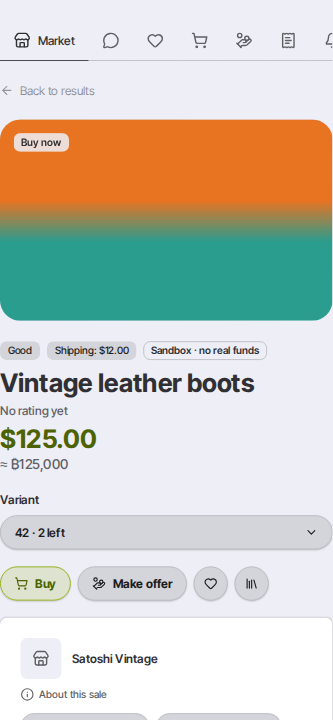 Market
Back to results
Buy now
Good
Shipping: $12.00
Sandbox · no real funds
Vintage leather boots
No rating yet
$125.00
≈ ₿125,000
Variant
42 · 2 left
Buy
Make offer
Satoshi Vintage
About this sale